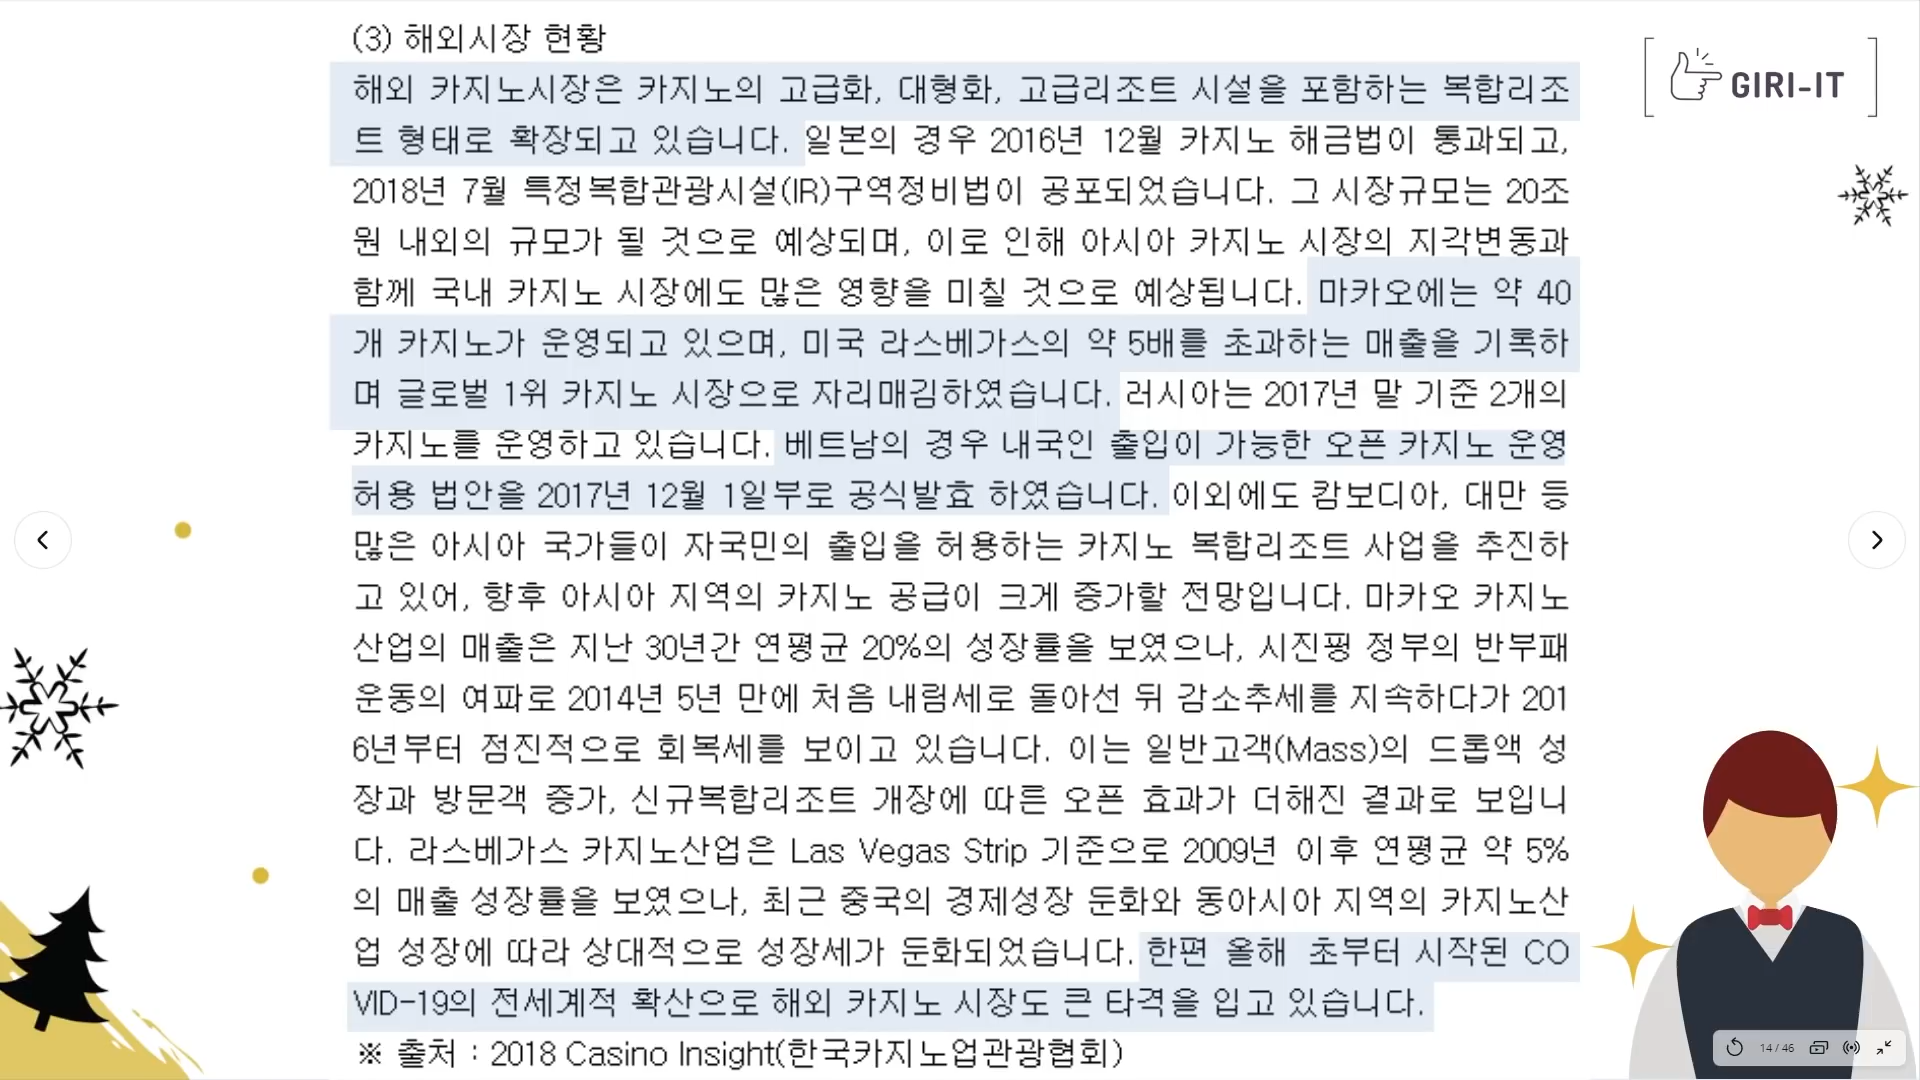 (3) 해외시장 현황
해외 카지노시장은 카지노의 고급화, 대형화, 고급리조트 시설을 포함하는 복합리조
트 형태로 확장되고 있습니다. 일본의 경우 2016년 12월 카지노 해금법이 통과되고,
2018년 7월 특정복합관광시설(IR)구역정비법이 공포되었습니다. 그 시장규모는 20조
원 내외의 규모가 될 것으로 예상되며, 이로 인해 아시아 카지노 시장의 지각변동과
함께 국내 카지노 시장에도 많은 영향을 미칠 것으로 예상됩니다. 마카오에는 약 40
개 카지노가 운영되고 있으며, 미국 라스베가스의 약 5배를 초과하는 매출을 기록하
며 글로벌 1위 카지노 시장으로 자리매김하였습니다. 러시아는 2017년 말 기준 2개의
카지노를 운영하고 있습니다. 베트남의 경우 내국인 출입이 가능한 오픈 카지노 운영
허용 법안을 2017년 12월 1일부로 공식발효 하였습니다. 이외에도 캄보디아, 대만 등
많은 아시아 국가들이 자국민의 출입을 허용하는 카지노 복합리조트 사업을 추진하
고 있어, 향후 아시아 지역의 카지노 공급이 크게 증가할 전망입니다. 마카오 카지노
산업의 매출은 지난 30년간 연평균 20%의 성장률을 보였으나, 시진핑 정부의 반부패
운동의 여파로 2014년 5년 만에 처음 내림세로 돌아선 뒤 감소추세를 지속하다가 201
6년부터 점진적으로 회복세를 보이고 있습니다. 이는 일반고객(Mass)의 드롭액 성
장과 방문객 증가, 신규복합리조트 개장에 따른 오픈 효과가 더해진 결과로 보입니
다. 라스베가스 카지노산업은 Las Vegas Strip 기준으로 2009년 이후 연평균 약 5%
의 매출 성장률을 보였으나, 최근 중국의 경제성장 둔화와 동아시아 지역의 카지노산
업 성장에 따라 상대적으로 성장세가 둔화되었습니다. 한편 올해 초부터 시작된 CO
VID-19의 전세계적 확산으로 해외 카지노 시장도 큰 타격을 입고 있습니다.
※ 출처 : 2018 Casino Insight(한국카지노업관광협회)
GIRI-IT
14 / 46